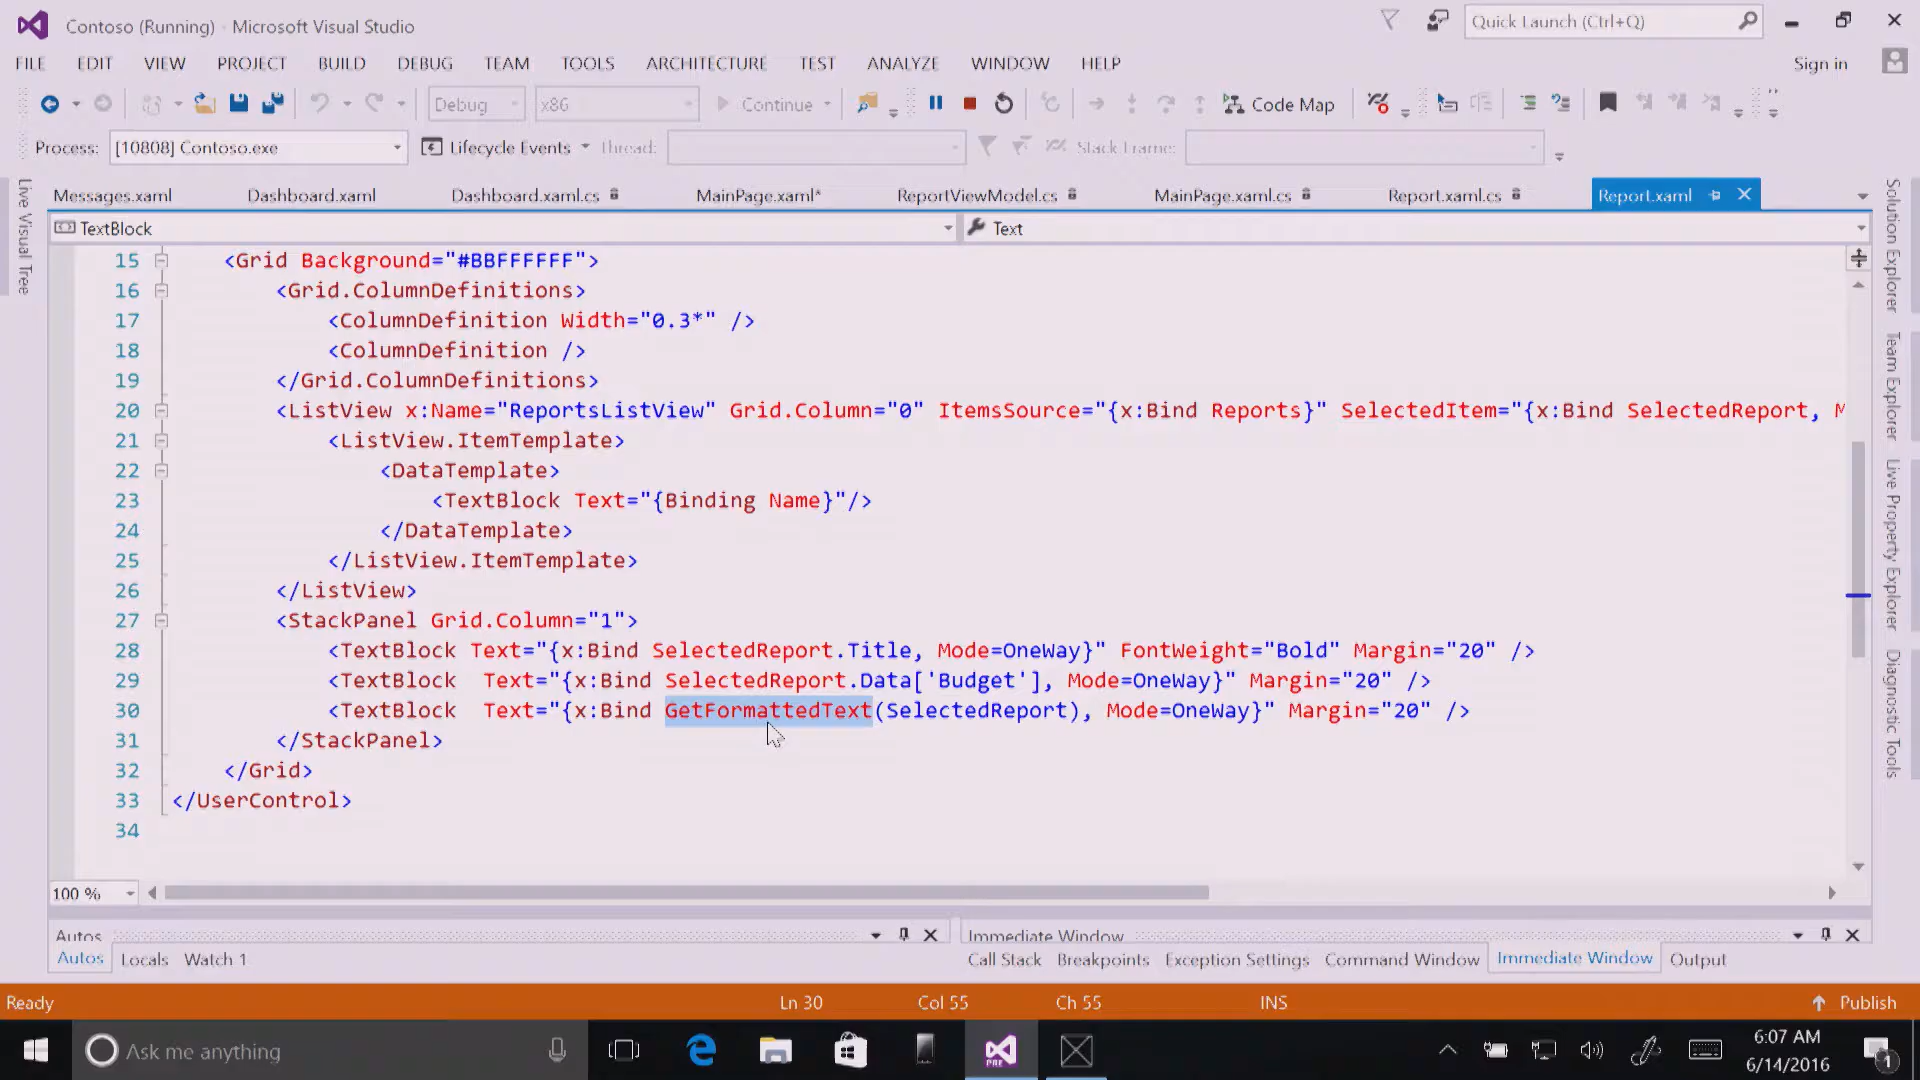 Contoso (Running) - Microsoft Visual Studio
Quick Launch (Ctrl+Q)
FILE EDIT VIEW PROJECT BUILD DEBUG TEAM TOOLS ARCHITECTURE TEST ANALYZE WINDOW HELP
Sign in
Debug x86 Continue Code Map
Process: [10808] Contoso.exe Lifecycle Events Thread: Stack Frame:
Messages.xaml Dashboard.xaml Dashboard.xaml.cs MainPage.xaml* ReportViewModel.cs MainPage.xaml.cs Report.xaml.cs Report.xaml
TextBlock Text
Live Visual Tree
15 <Grid Background="#BBFFFFFF">
16 <Grid.ColumnDefinitions>
17 <ColumnDefinition Width="0.3*" />
18 <ColumnDefinition />
19 </Grid.ColumnDefinitions>
20 <ListView x:Name="ReportsListView" Grid.Column="0" ItemsSource="{x:Bind Reports}" SelectedItem="{x:Bind SelectedReport, M
21 <ListView.ItemTemplate>
22 <DataTemplate>
23 <TextBlock Text="{Binding Name}"/>
24 </DataTemplate>
25 </ListView.ItemTemplate>
26 </ListView>
27 <StackPanel Grid.Column="1">
28 <TextBlock Text="{x:Bind SelectedReport.Title, Mode=OneWay}" FontWeight="Bold" Margin="20" />
29 <TextBlock  Text="{x:Bind SelectedReport.Data['Budget'], Mode=OneWay}" Margin="20" />
30 <TextBlock  Text="{x:Bind GetFormattedText(SelectedReport), Mode=OneWay}" Margin="20" />
31 </StackPanel>
32 </Grid>
33 </UserControl>
34
Solution Explorer
Team Explorer
Live Property Explorer
Diagnostic Tools
100 %
Autos
Autos Locals Watch 1
Immediate Window
Call Stack Breakpoints Exception Settings Command Window Immediate Window Output
Ready Ln 30 Col 55 Ch 55 INS Publish
Ask me anything
PRE
6:07 AM
6/14/2016
1